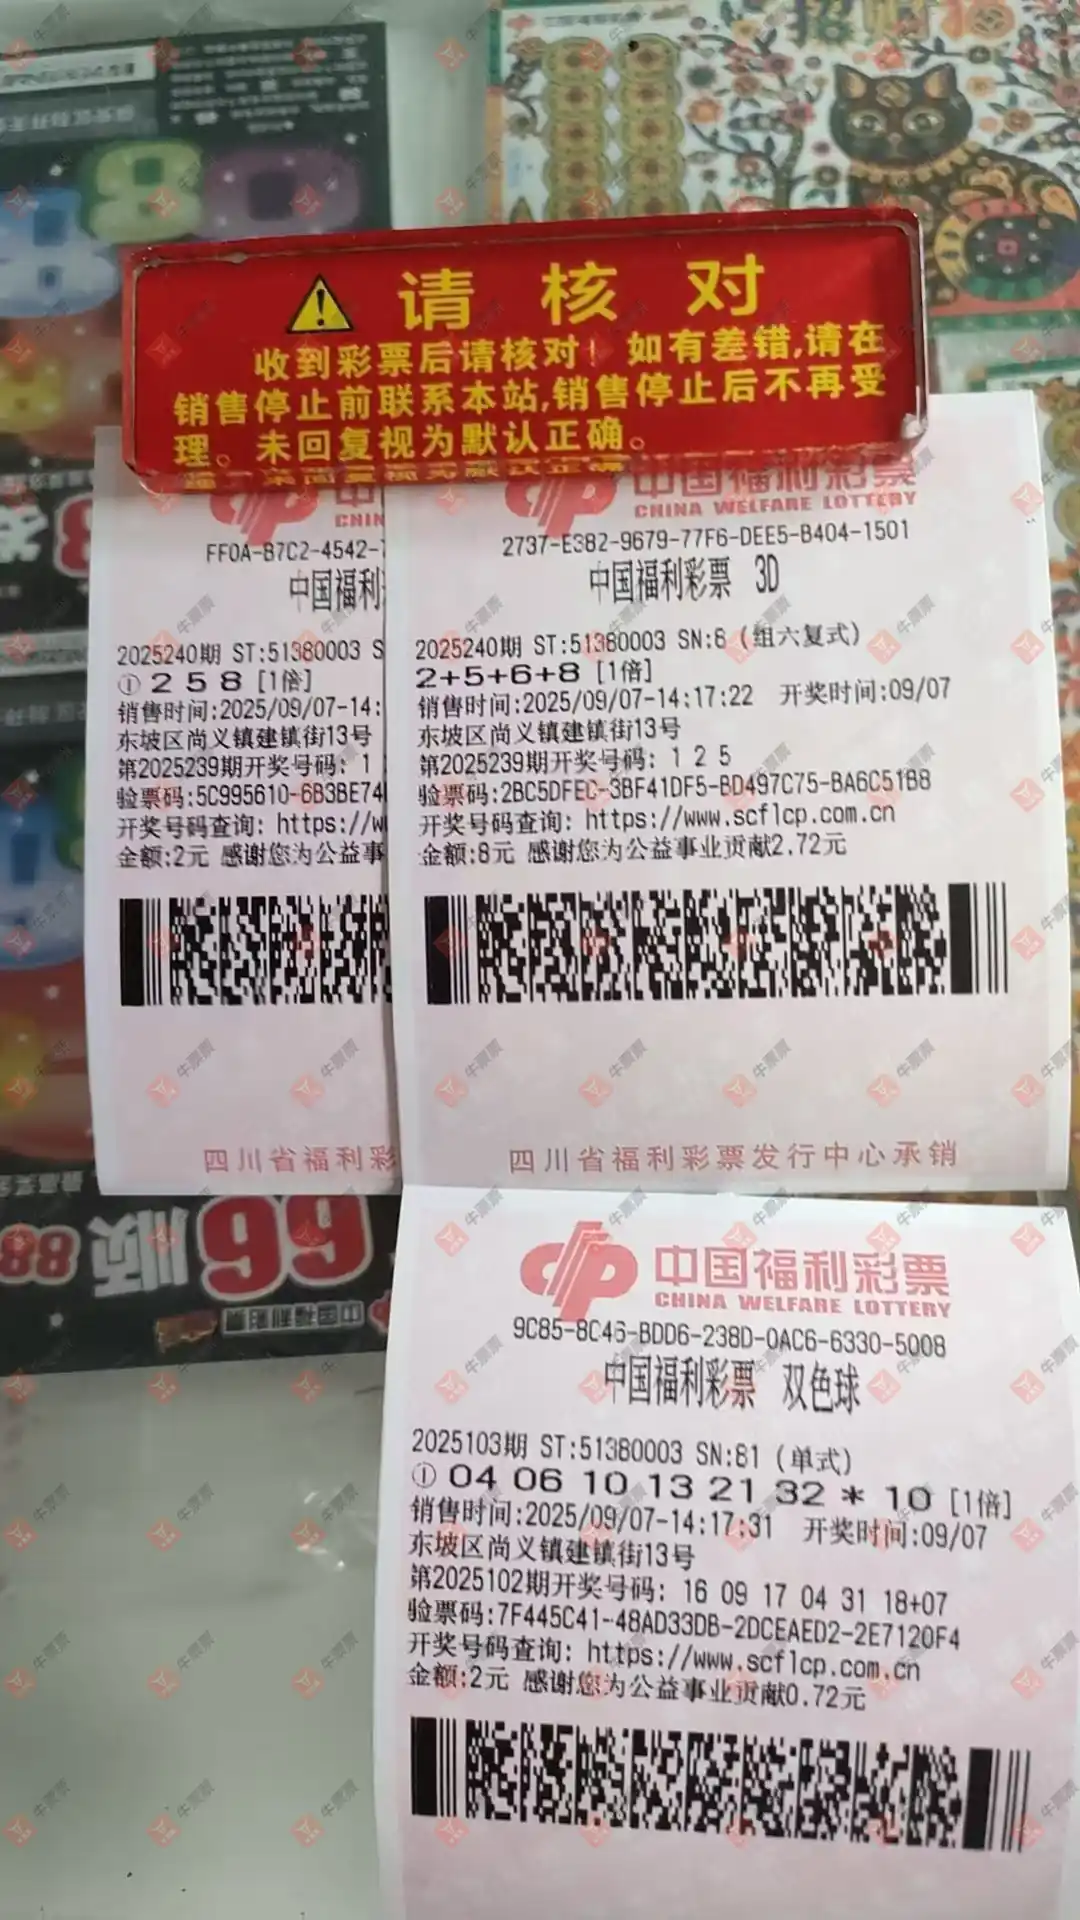 请核对
收到彩票后请核对！如有差错,请在
销售停止前联系本站,销售停止后不再受
理。未回复视为默认正确。
FF0A-B7C2-4542-
中国福利
2025240期 ST:51380003 S
① 2 5 8 [1倍]
销售时间:2025/09/07-14:
东坡区尚义镇建镇街13号
第2025239期开奖号码: 1
验票码:5C995610-6B3BE74
开奖号码查询: https://w
金额:2元 感谢您为公益事
四川省福利彩
中国福利彩票
CHINA WELFARE LOTTERY
2737-E382-9679-77F6-DEE5-B404-1501
中国福利彩票 3D
2025240期 ST:51380003 SN:8 (组六复式)
2+5+6+8 [1倍]
销售时间:2025/09/07-14:17:22 开奖时间:09/07
东坡区尚义镇建镇街13号
第2025239期开奖号码: 1 2 5
验票码:2BC5DFEC-3BF41DF5-BD497C75-BA6C51B8
开奖号码查询: https://www.scflcp.com.cn
金额:8元 感谢您为公益事业贡献2.72元
四川省福利彩票发行中心承销
中国福利彩票
CHINA WELFARE LOTTERY
9C85-8C46-BDD6-238D-0AC6-6330-5008
中国福利彩票 双色球
2025103期 ST:51380003 SN:81 (单式)
① 04 06 10 13 21 32 * 10 [1倍]
销售时间:2025/09/07-14:17:31 开奖时间:09/07
东坡区尚义镇建镇街13号
第2025102期开奖号码: 16 09 17 04 31 18+07
验票码:7F445C41-48AD33DB-2DCEAED2-2E7120F4
开奖号码查询: https://www.scflcp.com.cn
金额:2元 感谢您为公益事业贡献0.72元
66顺 88
中国福利彩票
牛票票